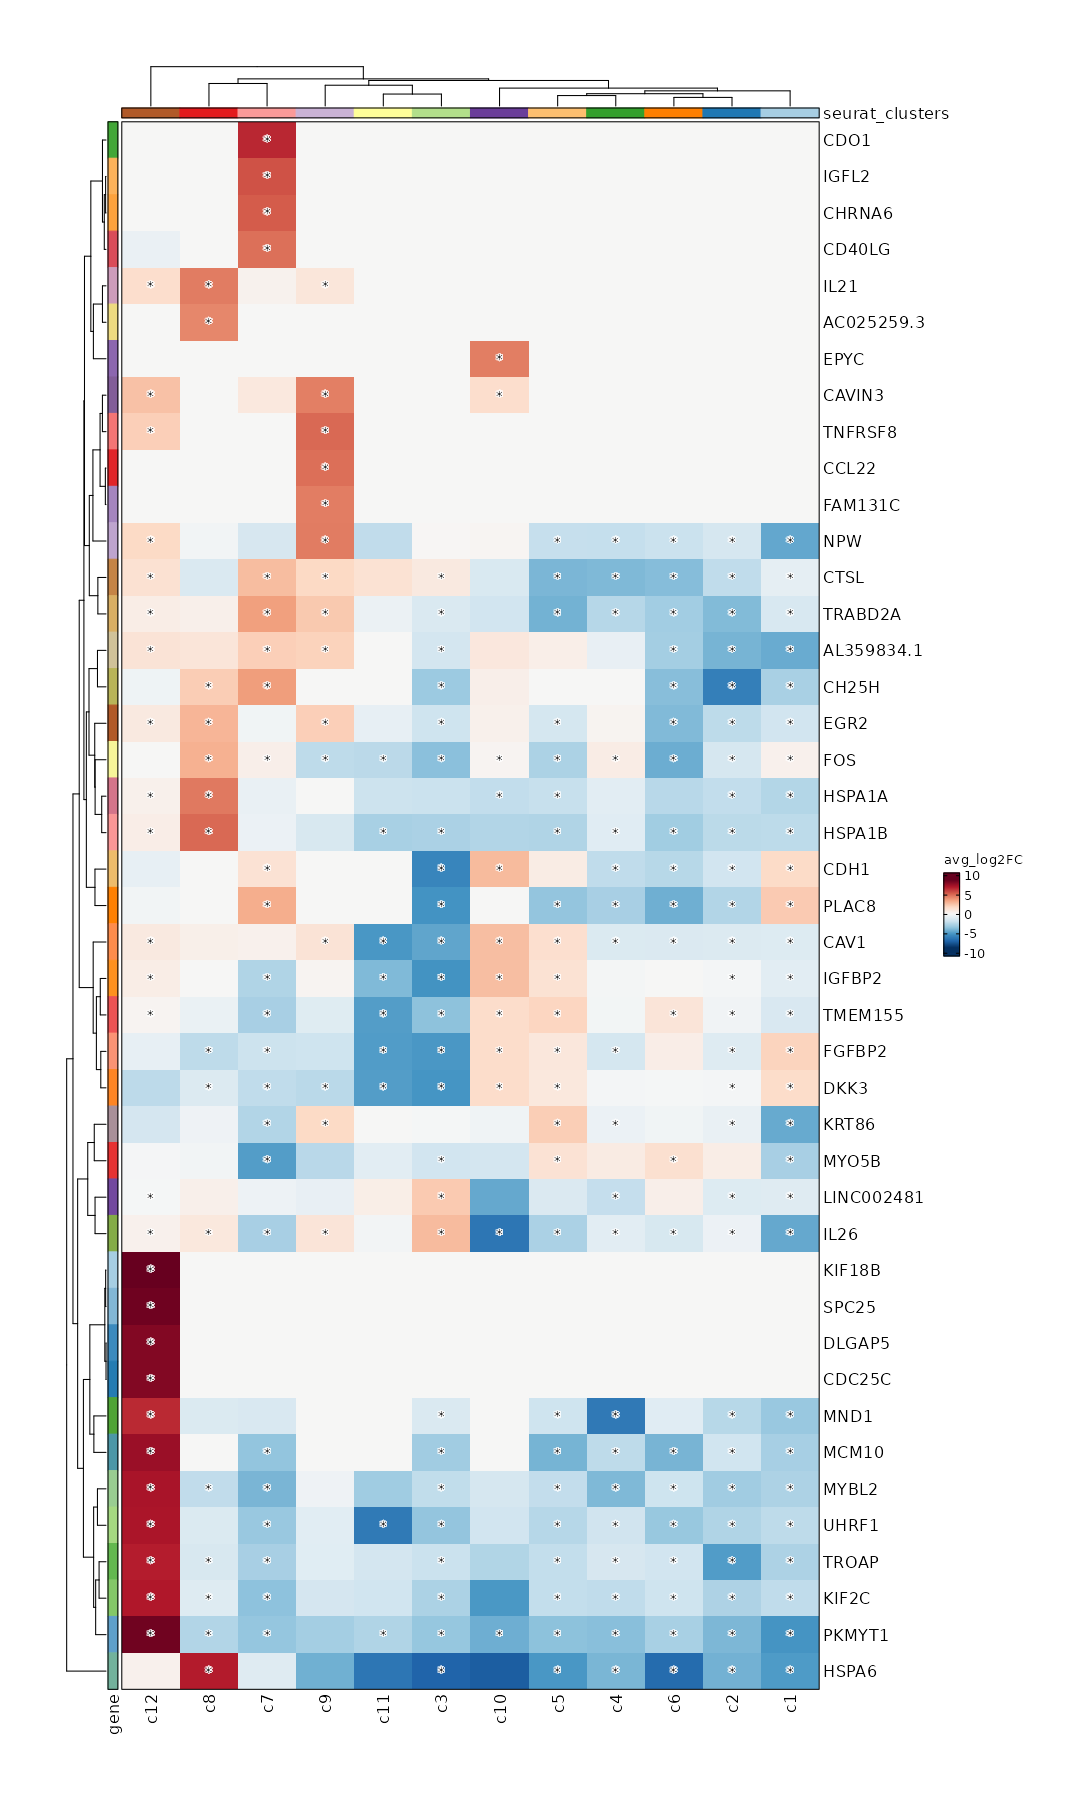 seurat_clusters
CDO1
IGFL2
CHRNA6
CD40LG
IL21
AC025259.3
EPYC
CAVIN3
TNFRSF8
CCL22
FAM131C
NPW
CTSL
TRABD2A
AL359834.1
CH25H
EGR2
FOS
HSPA1A
HSPA1B
CDH1
PLAC8
CAV1
IGFBP2
TMEM155
FGFBP2
DKK3
KRT86
MYO5B
LINC002481
IL26
KIF18B
SPC25
DLGAP5
CDC25C
MND1
MCM10
MYBL2
UHRF1
TROAP
KIF2C
PKMYT1
HSPA6
gene
c12
c8
c7
c9
c11
c3
c10
c5
c4
c6
c2
c1
avg_log2FC
10
5
0
-5
-10